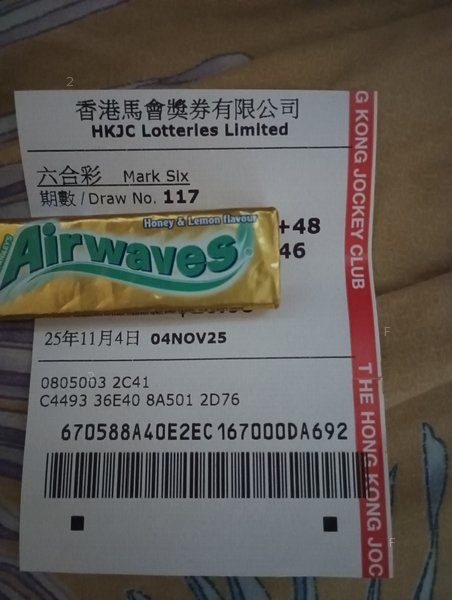 香港馬會獎券有限公司
HKJC Lotteries Limited
六合彩 Mark Six
期數 / Draw No. 117
+48
46
Honey & Lemon flavour
Airwaves
25年11月4日 04NOV25
0805003 2C41
C4493 36E40 8A501 2D76
670588A40E2EC167000DA692
G KONG JOCKEY CLUB
THE HONG KONG JOC
2
F
F